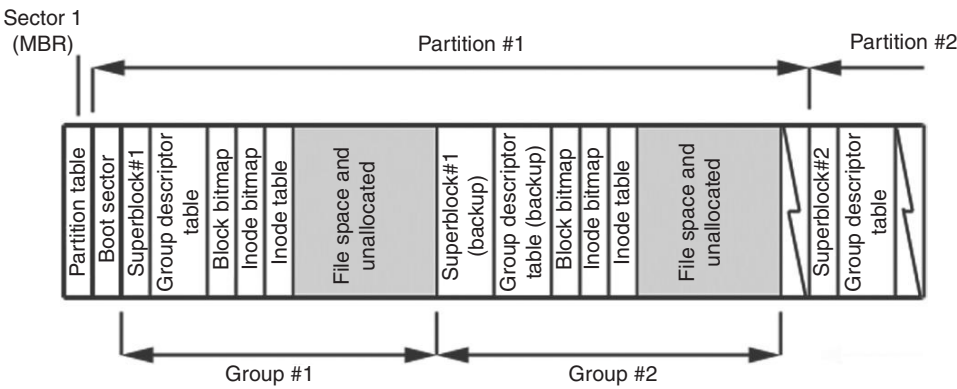 Sector 1
(MBR)
Partition #1
Partition #2
Partition table
Boot sector
Superblock#1
Group descriptor
table
Block bitmap
Inode bitmap
Inode table
File space and
unallocated
Superblock#1
(backup)
Group descriptor
table (backup)
Block bitmap
Inode bitmap
Inode table
File space and
unallocated
Superblock#2
Group descriptor
table
Group #1
Group #2